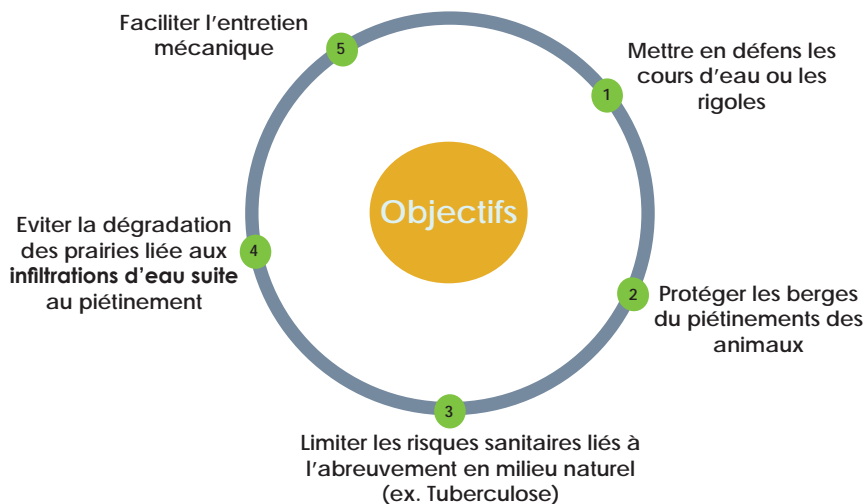 Objectifs
1
Mettre en défens les
cours d'eau ou les
rigoles
2
Protéger les berges
du piétinements des
animaux
3
Limiter les risques sanitaires liés à
l'abreuvement en milieu naturel
(ex. Tuberculose)
4
Eviter la dégradation
des prairies liée aux
infiltrations d'eau suite
au piétinement
5
Faciliter l'entretien
mécanique